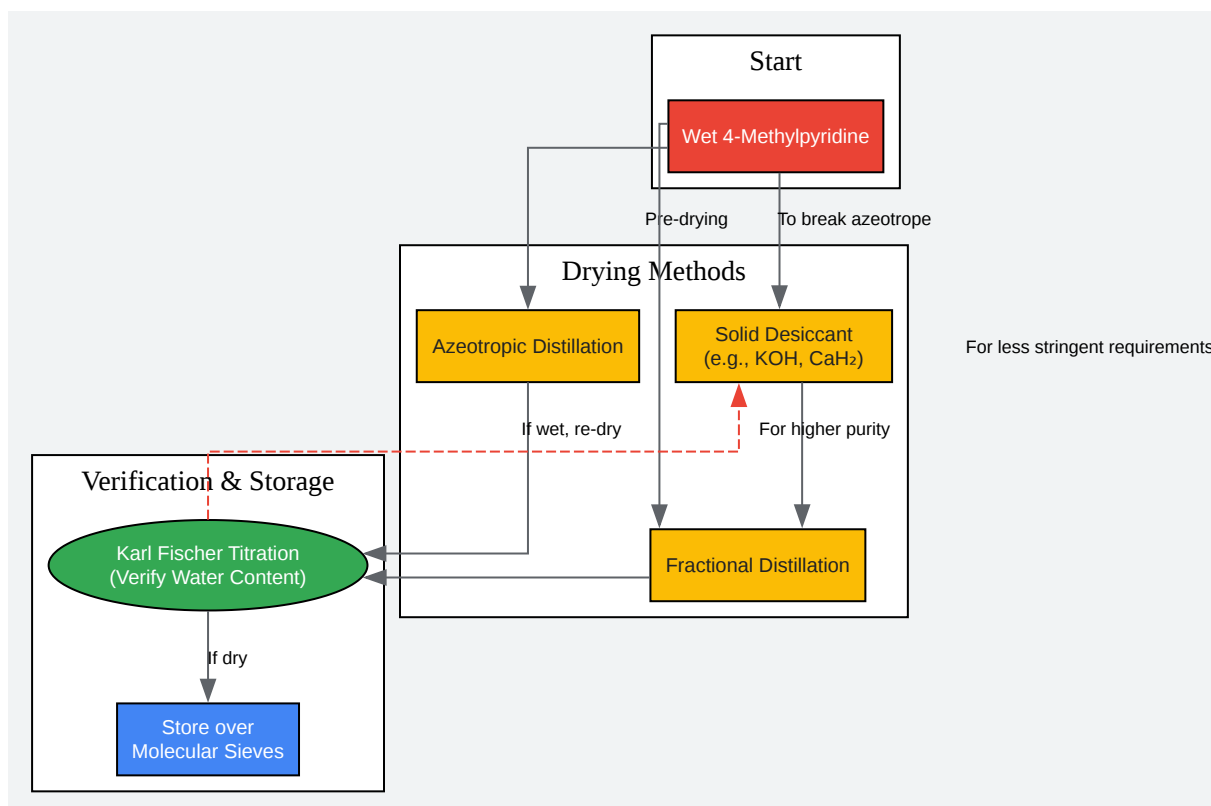 Start
Wet 4-Methylpyridine
Pre-drying
To break azeotrope
Drying Methods
Azeotropic Distillation
Solid Desiccant
(e.g., KOH, CaH₂)
For less stringent requirements
If wet, re-dry
For higher purity
Verification & Storage
Karl Fischer Titration
(Verify Water Content)
Fractional Distillation
If dry
Store over
Molecular Sieves